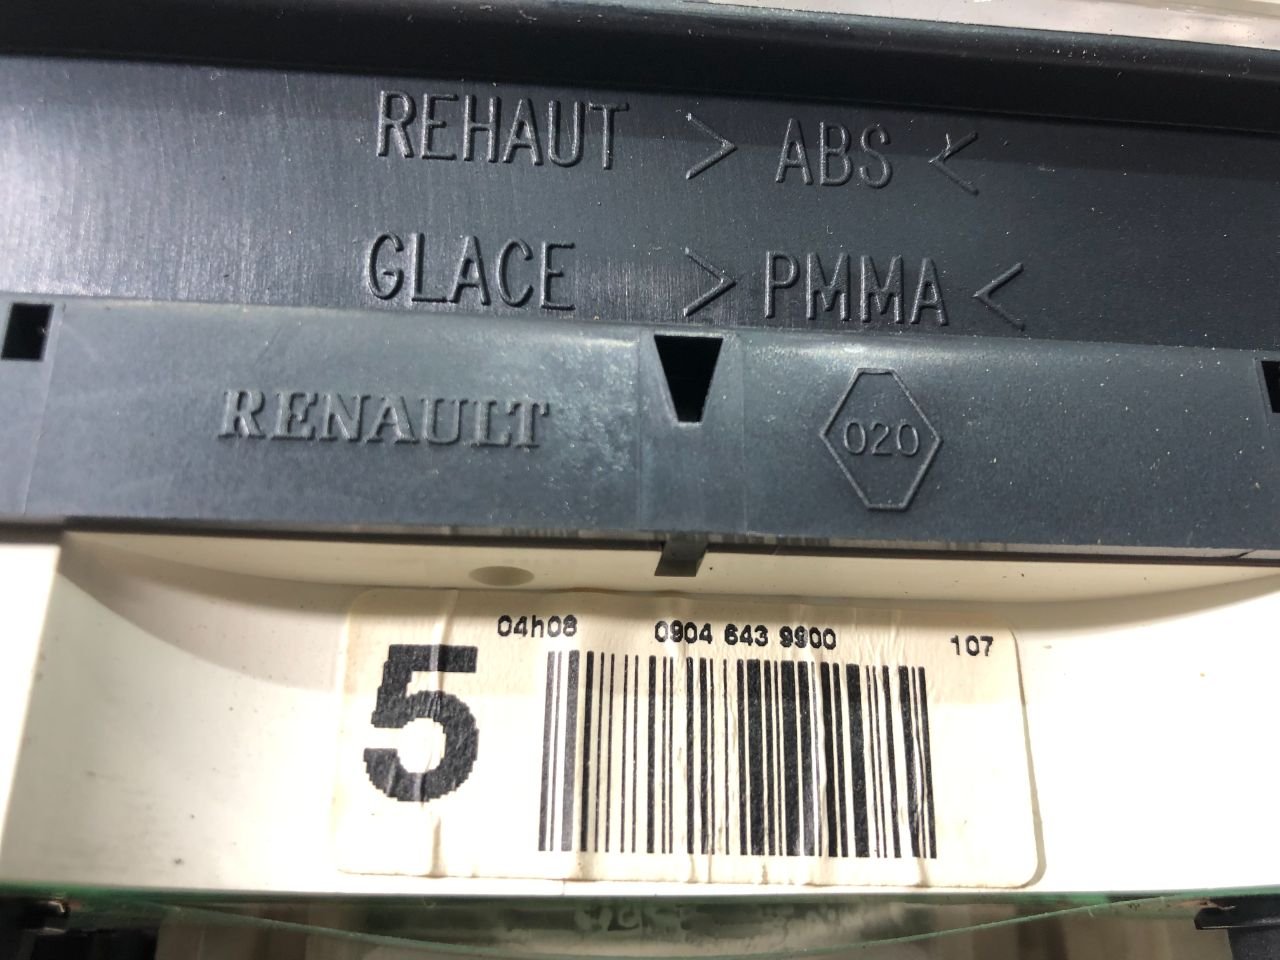 REHAUT > ABS <
GLACE > PMMA <
RENAULT 020
04h08 0904 643 9900 107
5